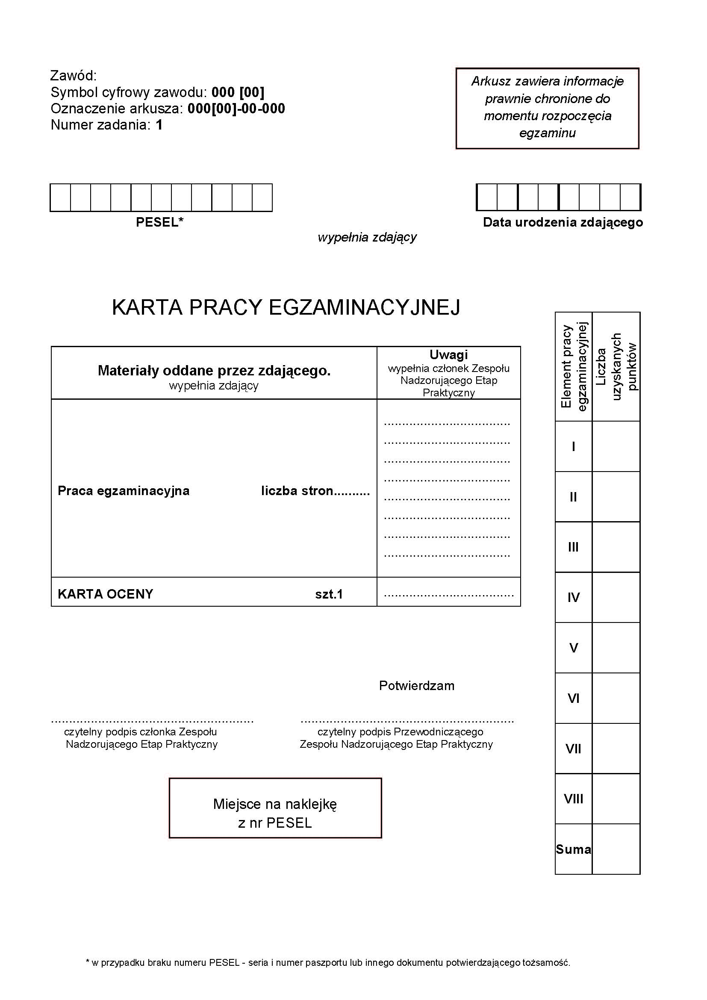 Zawód:
Symbol cyfrowy zawodu: 000 [00]
Oznaczenie arkusza: 000[00]-00-000
Numer zadania: 1
Arkusz zawiera informacje
prawnie chronione do
momentu rozpoczęcia
egzaminu
PESEL*
Data urodzenia zdającego
wypełnia zdający
KARTA PRACY EGZAMINACYJNEJ
Materiały oddane przez zdającego.
wypełnia zdający
Uwagi
wypełnia członek Zespołu
Nadzorującego Etap
Praktyczny
Praca egzaminacyjna liczba stron..........
...................................
...................................
...................................
...................................
...................................
...................................
...................................
...................................
KARTA OCENY szt.1 ....................................
Element pracy
egzaminacyjnej
Liczba
uzyskanych
punktów
I
II
III
IV
V
VI
VII
VIII
Suma
Potwierdzam
........................................................
czytelny podpis członka Zespołu
Nadzorującego Etap Praktyczny
...........................................................
czytelny podpis Przewodniczącego
Zespołu Nadzorującego Etap Praktyczny
Miejsce na naklejkę
z nr PESEL
* w przypadku braku numeru PESEL - seria i numer paszportu lub innego dokumentu potwierdzającego tożsamość.